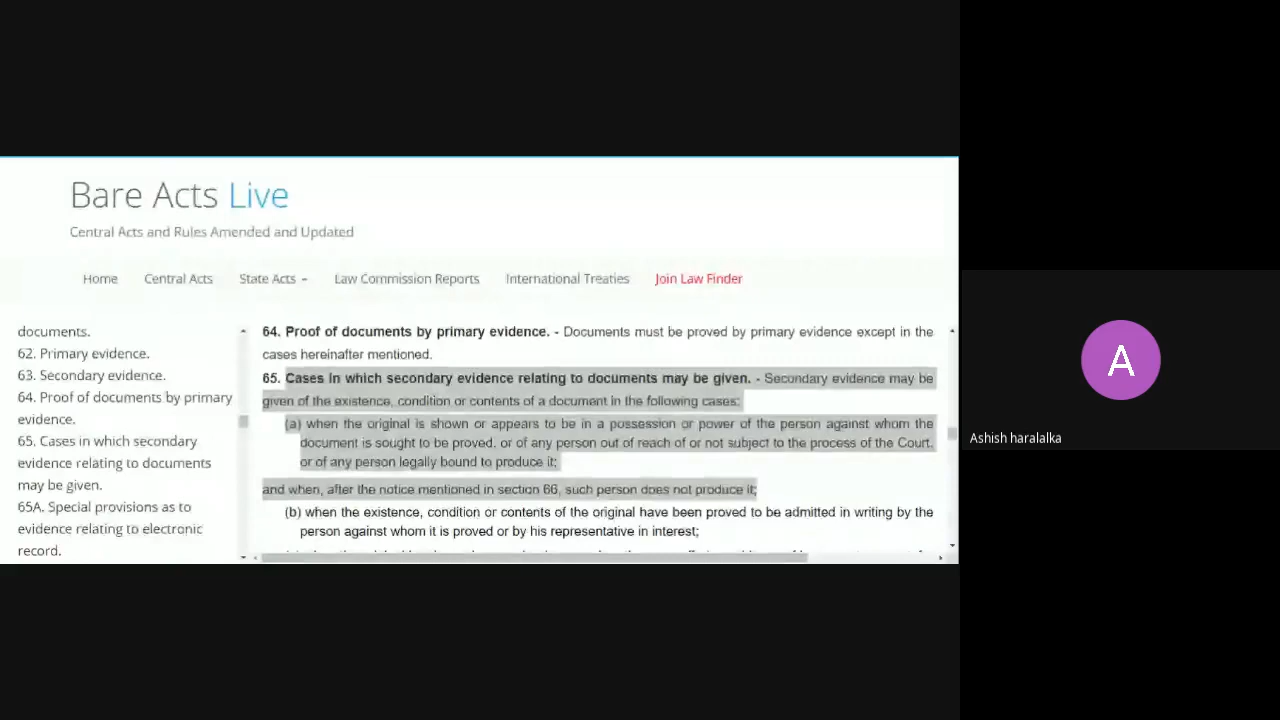 Bare Acts Live
Central Acts and Rules Amended and Updated
Home Central Acts State Acts Law Commission Reports International Treaties Join Law Finder
documents.
62. Primary evidence.
63. Secondary evidence.
64. Proof of documents by primary
evidence.
65. Cases in which secondary
evidence relating to documents
may be given.
65A. Special provisions as to
evidence relating to electronic
record.
64. Proof of documents by primary evidence. - Documents must be proved by primary evidence except in the
cases hereinafter mentioned.
65. Cases in which secondary evidence relating to documents may be given. - Secondary evidence may be
given of the existence, condition or contents of a document in the following cases:
(a) when the original is shown or appears to be in a possession or power of the person against whom the
document is sought to be proved, or of any person out of reach of or not subject to the process of the Court,
or of any person legally bound to produce it;
and when, after the notice mentioned in section 66, such person does not produce it;
(b) when the existence, condition or contents of the original have been proved to be admitted in writing by the
person against whom it is proved or by his representative in interest;
A
Ashish haralalka